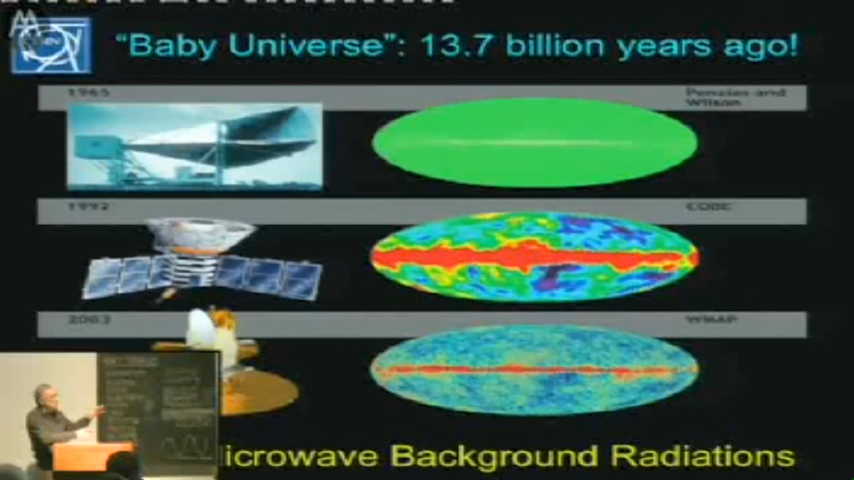 "Baby Universe": 13.7 billion years ago!
1965
Penzias and
Wilson
1992
COBE
2003
WMAP
icrowave Background Radiations